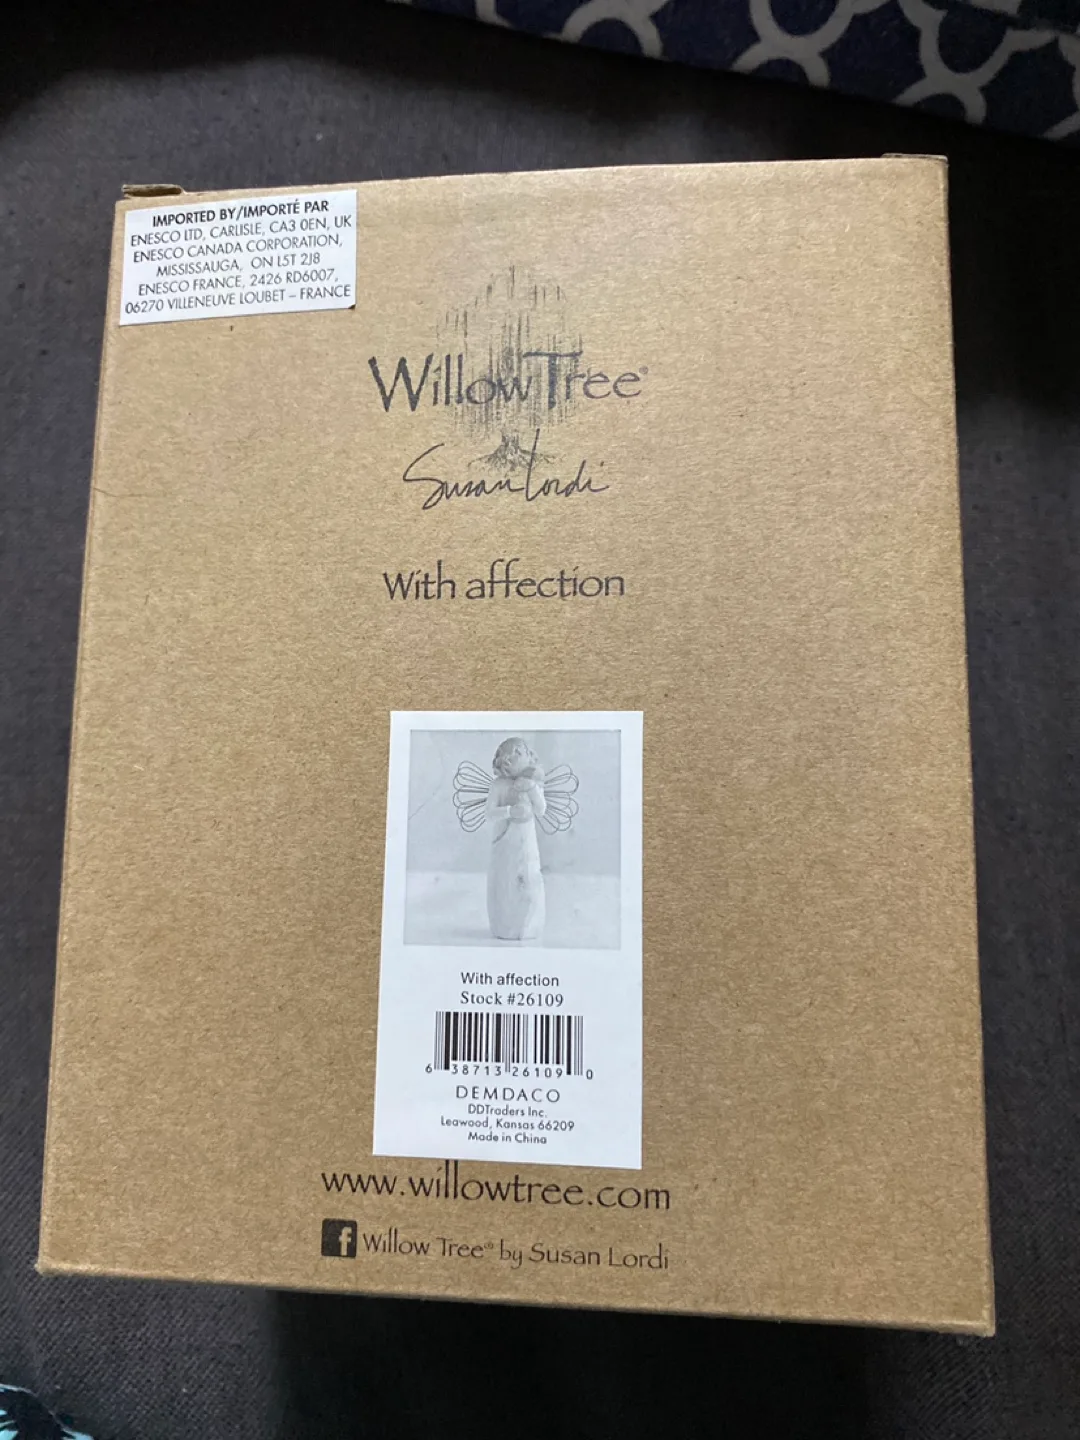 IMPORTED BY/IMPORTÉ PAR
ENESCO LTD, CARLISLE, CA3 0EN, UK
ENESCO CANADA CORPORATION,
MISSISSAUGA, ON L5T 2J8
ENESCO FRANCE, 2426 RD6007,
06270 VILLENEUVE LOUBET – FRANCE
Willow Tree®
Susan Lordi
With affection
With affection
Stock #26109
6 38713 26109 0
DEMDACO
DDTraders Inc.
Leawood, Kansas 66209
Made in China
www.willowtree.com
f Willow Tree® by Susan Lordi